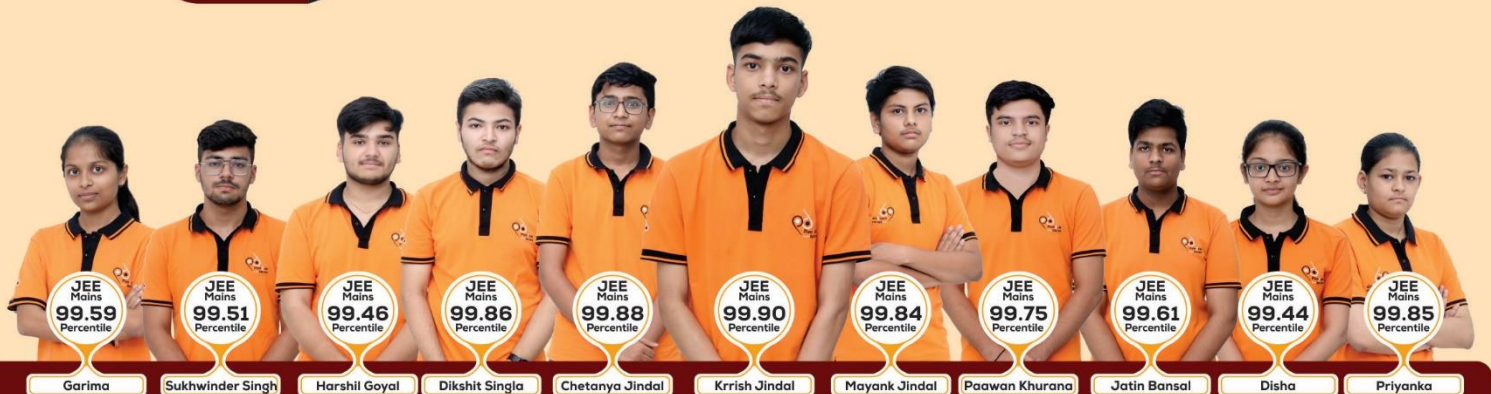 JEE
Mains
99.59
Percentile
Garima
JEE
Mains
99.51
Percentile
Sukhwinder Singh
JEE
Mains
99.46
Percentile
Harshil Goyal
JEE
Mains
99.86
Percentile
Dikshit Singla
JEE
Mains
99.88
Percentile
Chetanya Jindal
JEE
Mains
99.90
Percentile
Krrish Jindal
JEE
Mains
99.84
Percentile
Mayank Jindal
JEE
Mains
99.75
Percentile
Paawan Khurana
JEE
Mains
99.61
Percentile
Jatin Bansal
JEE
Mains
99.44
Percentile
Disha
JEE
Mains
99.85
Percentile
Priyanka